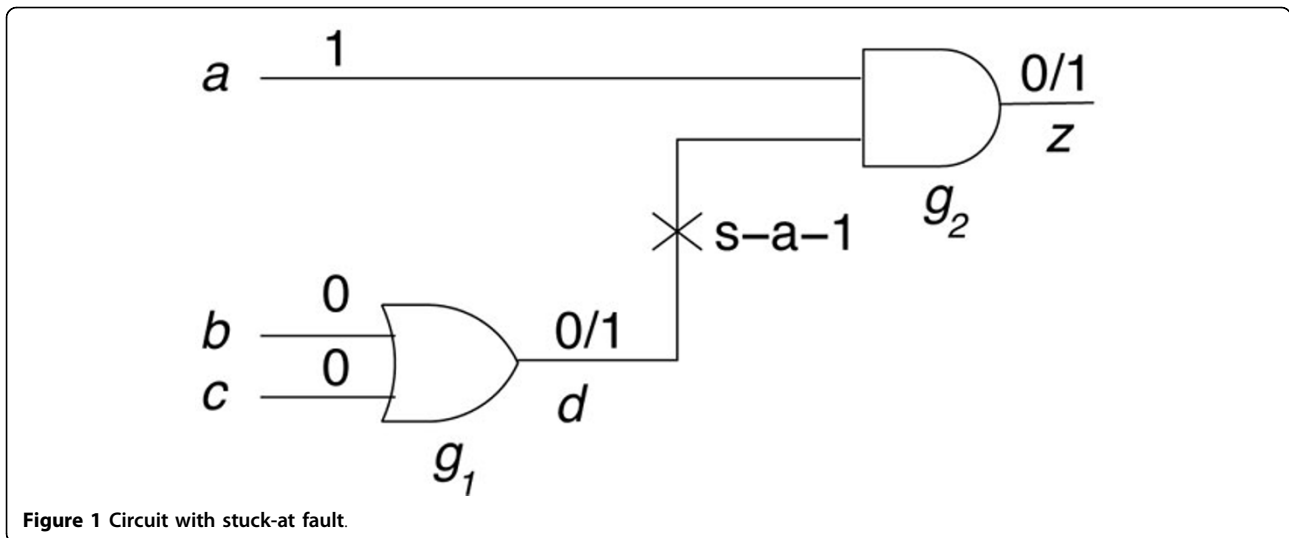 1
a
0/1
z
g2
s–a–1
0
b
0/1
0
c
d
g1
Figure 1 Circuit with stuck-at fault.